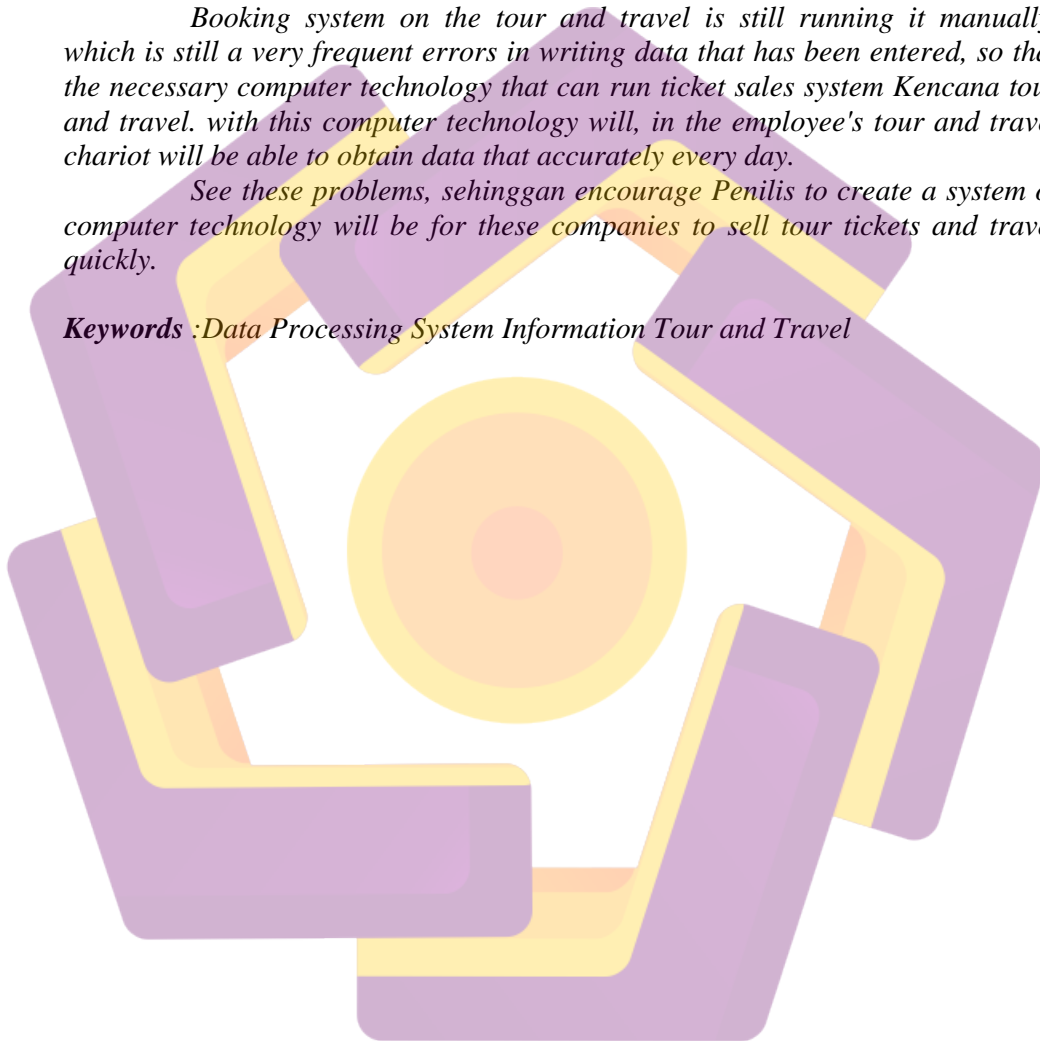 Booking system on the tour and travel is still running it manually
which is still a very frequent errors in writing data that has been entered, so
the necessary computer technology that can run ticket sales system Kencana
and travel. with this computer technology will, in the employee's tour and
chariot will be able to obtain data that accurately every day.
See these problems, sehinggan encourage Penilis to create a system
computer technology will be for these companies to sell tour tickets and
quickly.
Keywords :Data Processing System Information Tour and Travel